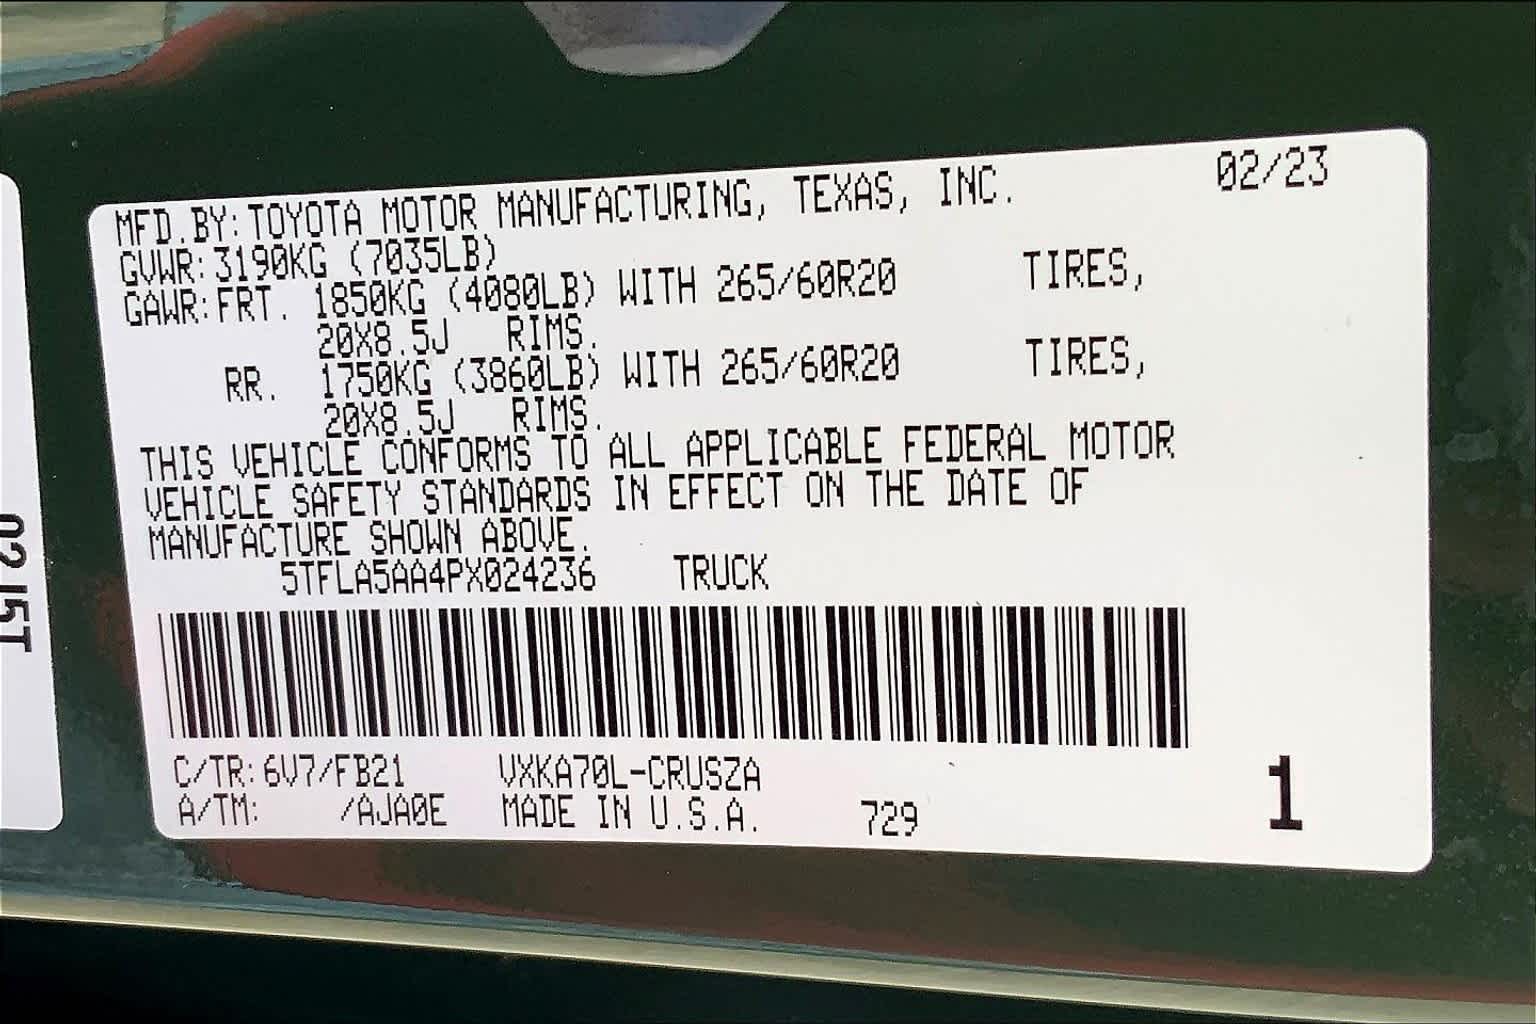 MFD.BY:TOYOTA MOTOR MANUFACTURING, TEXAS, INC. 02/23
GVWR:3190KG (7035LB)
GAWR:FRT. 1850KG (4080LB) WITH 265/60R20 TIRES,
20X8.5J RIMS.
RR. 1750KG (3860LB) WITH 265/60R20 TIRES,
20X8.5J RIMS.
THIS VEHICLE CONFORMS TO ALL APPLICABLE FEDERAL MOTOR
VEHICLE SAFETY STANDARDS IN EFFECT ON THE DATE OF
MANUFACTURE SHOWN ABOVE.
5TFLA5AA4PX024236 TRUCK
C/TR:6V7/FB21 VXKA70L-CRUSZA
A/TM: /AJA0E MADE IN U.S.A. 729 1